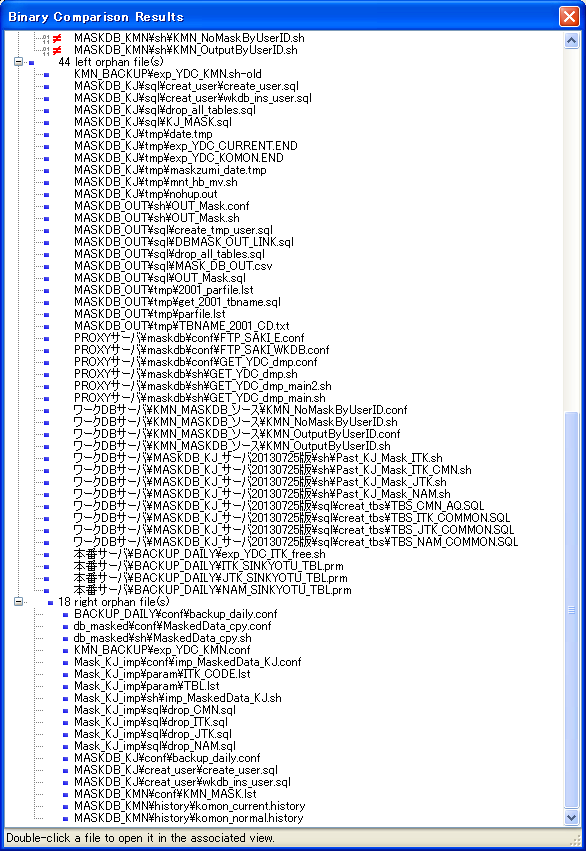 Binary Comparison Results
MASKDB_KMN¥sh¥KMN_NoMaskByUserID.sh
MASKDB_KMN¥sh¥KMN_OutputByUserID.sh
44 left orphan file(s)
KMN_BACKUP¥exp_YDC_KMN.sh-old
MASKDB_KJ¥sql¥creat_user¥create_user.sql
MASKDB_KJ¥sql¥creat_user¥wkdb_ins_user.sql
MASKDB_KJ¥sql¥drop_all_tables.sql
MASKDB_KJ¥sql¥KJ_MASK.sql
MASKDB_KJ¥tmp¥date.tmp
MASKDB_KJ¥tmp¥exp_YDC_CURRENT.END
MASKDB_KJ¥tmp¥exp_YDC_KOMON.END
MASKDB_KJ¥tmp¥maskzumi_date.tmp
MASKDB_KJ¥tmp¥mnt_hb_mv.sh
MASKDB_KJ¥tmp¥nohup.out
MASKDB_OUT¥sh¥OUT_Mask.conf
MASKDB_OUT¥sh¥OUT_Mask.sh
MASKDB_OUT¥sql¥create_tmp_user.sql
MASKDB_OUT¥sql¥DBMASK_OUT_LINK.sql
MASKDB_OUT¥sql¥drop_all_tables.sql
MASKDB_OUT¥sql¥MASK_DB_OUT.csv
MASKDB_OUT¥sql¥OUT_Mask.sql
MASKDB_OUT¥tmp¥2001_parfile.lst
MASKDB_OUT¥tmp¥get_2001_tbname.sql
MASKDB_OUT¥tmp¥parfile.lst
MASKDB_OUT¥tmp¥TBNAME_2001_CD.txt
PROXYサーバ¥maskdb¥conf¥FTP_SAKI_E.conf
PROXYサーバ¥maskdb¥conf¥FTP_SAKI_WKDB.conf
PROXYサーバ¥maskdb¥conf¥GET_YDC_dmp.conf
PROXYサーバ¥maskdb¥sh¥GET_YDC_dmp.sh
PROXYサーバ¥maskdb¥sh¥GET_YDC_dmp_main2.sh
PROXYサーバ¥maskdb¥sh¥GET_YDC_dmp_main.sh
ワークDBサーバ¥KMN_MASKDB_ソース¥KMN_NoMaskByUserID.conf
ワークDBサーバ¥KMN_MASKDB_ソース¥KMN_NoMaskByUserID.sh
ワークDBサーバ¥KMN_MASKDB_ソース¥KMN_OutputByUserID.conf
ワークDBサーバ¥KMN_MASKDB_ソース¥KMN_OutputByUserID.sh
ワークDBサーバ¥MASKDB_KJ_サーバ20130725版¥sh¥Past_KJ_Mask_ITK.sh
ワークDBサーバ¥MASKDB_KJ_サーバ20130725版¥sh¥Past_KJ_Mask_ITK_CMN.sh
ワークDBサーバ¥MASKDB_KJ_サーバ20130725版¥sh¥Past_KJ_Mask_JTK.sh
ワークDBサーバ¥MASKDB_KJ_サーバ20130725版¥sh¥Past_KJ_Mask_NAM.sh
ワークDBサーバ¥MASKDB_KJ_サーバ20130725版¥sql¥creat_tbs¥TBS_CMN_AQ.SQL
ワークDBサーバ¥MASKDB_KJ_サーバ20130725版¥sql¥creat_tbs¥TBS_ITK_COMMON.SQL
ワークDBサーバ¥MASKDB_KJ_サーバ20130725版¥sql¥creat_tbs¥TBS_JTK_COMMON.SQL
ワークDBサーバ¥MASKDB_KJ_サーバ20130725版¥sql¥creat_tbs¥TBS_NAM_COMMON.SQL
本番サーバ¥BACKUP_DAILY¥exp_YDC_ITK_free.sh
本番サーバ¥BACKUP_DAILY¥ITK_SINKYOTU_TBL.prm
本番サーバ¥BACKUP_DAILY¥JTK_SINKYOTU_TBL.prm
本番サーバ¥BACKUP_DAILY¥NAM_SINKYOTU_TBL.prm
18 right orphan file(s)
BACKUP_DAILY¥conf¥backup_daily.conf
db_masked¥conf¥MaskedData_cpy.conf
db_masked¥sh¥MaskedData_cpy.sh
KMN_BACKUP¥exp_YDC_KMN.conf
Mask_KJ_imp¥conf¥imp_MaskedData_KJ.conf
Mask_KJ_imp¥param¥ITK_CODE.lst
Mask_KJ_imp¥param¥TBL.lst
Mask_KJ_imp¥sh¥imp_MaskedData_KJ.sh
Mask_KJ_imp¥sql¥drop_CMN.sql
Mask_KJ_imp¥sql¥drop_ITK.sql
Mask_KJ_imp¥sql¥drop_JTK.sql
Mask_KJ_imp¥sql¥drop_NAM.sql
MASKDB_KJ¥conf¥backup_daily.conf
MASKDB_KJ¥creat_user¥create_user.sql
MASKDB_KJ¥creat_user¥wkdb_ins_user.sql
MASKDB_KMN¥conf¥KMN_MASK.lst
MASKDB_KMN¥history¥komon_current.history
MASKDB_KMN¥history¥komon_normal.history
Double-click a file to open it in the associated view.